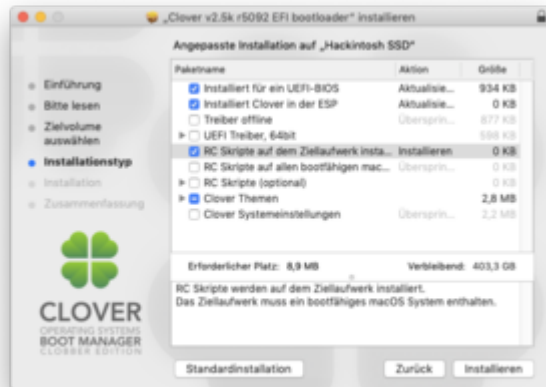 „Clover v2.5k r5092 EFI bootloader“ installieren
Angepasste Installation auf „Hackintosh SSD“
Einführung
Bitte lesen
Zielvolume
auswählen
Installationstyp
Installation
Zusammenfassung
Paketname Aktion Größe
Installiert für ein UEFI-BIOS Aktualisie... 934 KB
Installiert Clover in der ESP Aktualisie... 0 KB
Treiber offline Übersprin... 877 KB
UEFI Treiber, 64bit 598 KB
RC Skripte auf dem Ziellaufwerk insta... Installieren 0 KB
RC Skripte auf allen bootfähigen mac... Übersprin... 0 KB
RC Skripte (optional) 0 KB
Clover Themen 2,8 MB
Clover Systemeinstellungen Übersprin... 2,2 MB
Erforderlicher Platz: 8,9 MB Verbleibend: 403,3 GB
RC Skripte werden auf dem Ziellaufwerk installiert.
Das Ziellaufwerk muss ein bootfähiges macOS System enthalten.
CLOVER
OPERATING SYSTEMS
BOOT MANAGER
CLOBBER EDITION
Standardinstallation Zurück Installieren